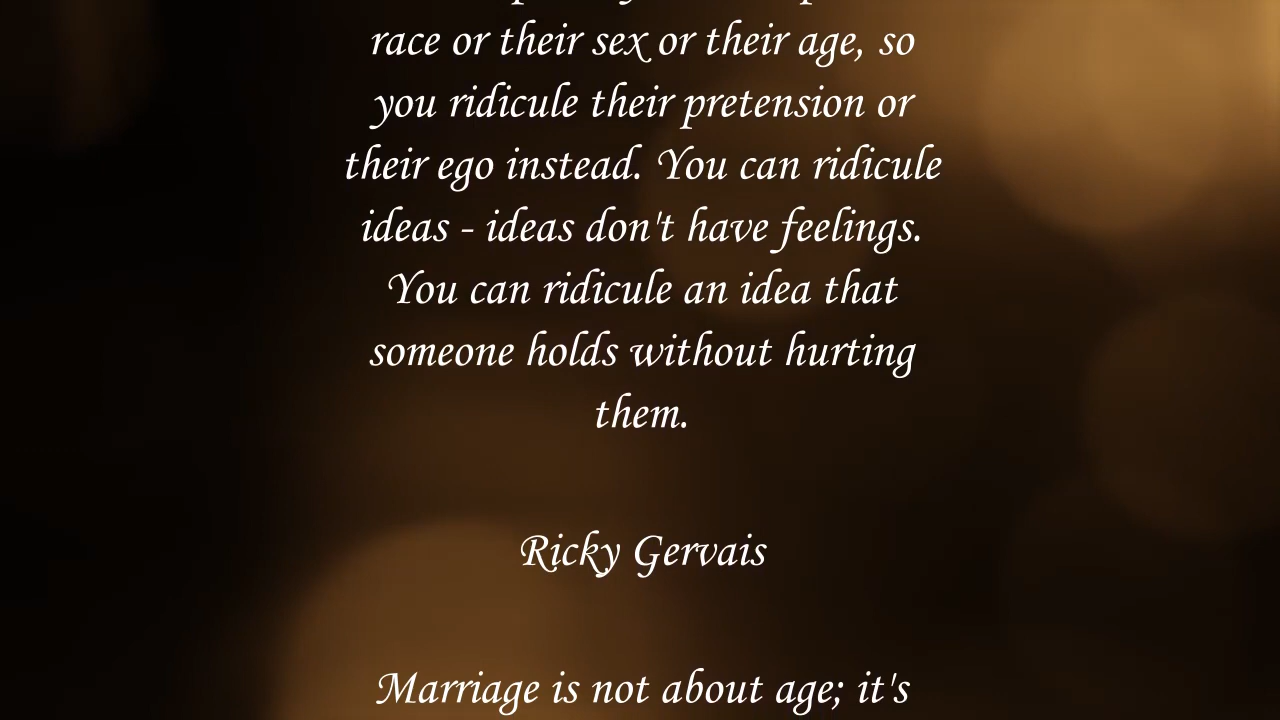 race or their sex or their age, so
you ridicule their pretension or
their ego instead. You can ridicule
ideas - ideas don't have feelings.
You can ridicule an idea that
someone holds without hurting
them.
Ricky Gervais
Marriage is not about age; it's